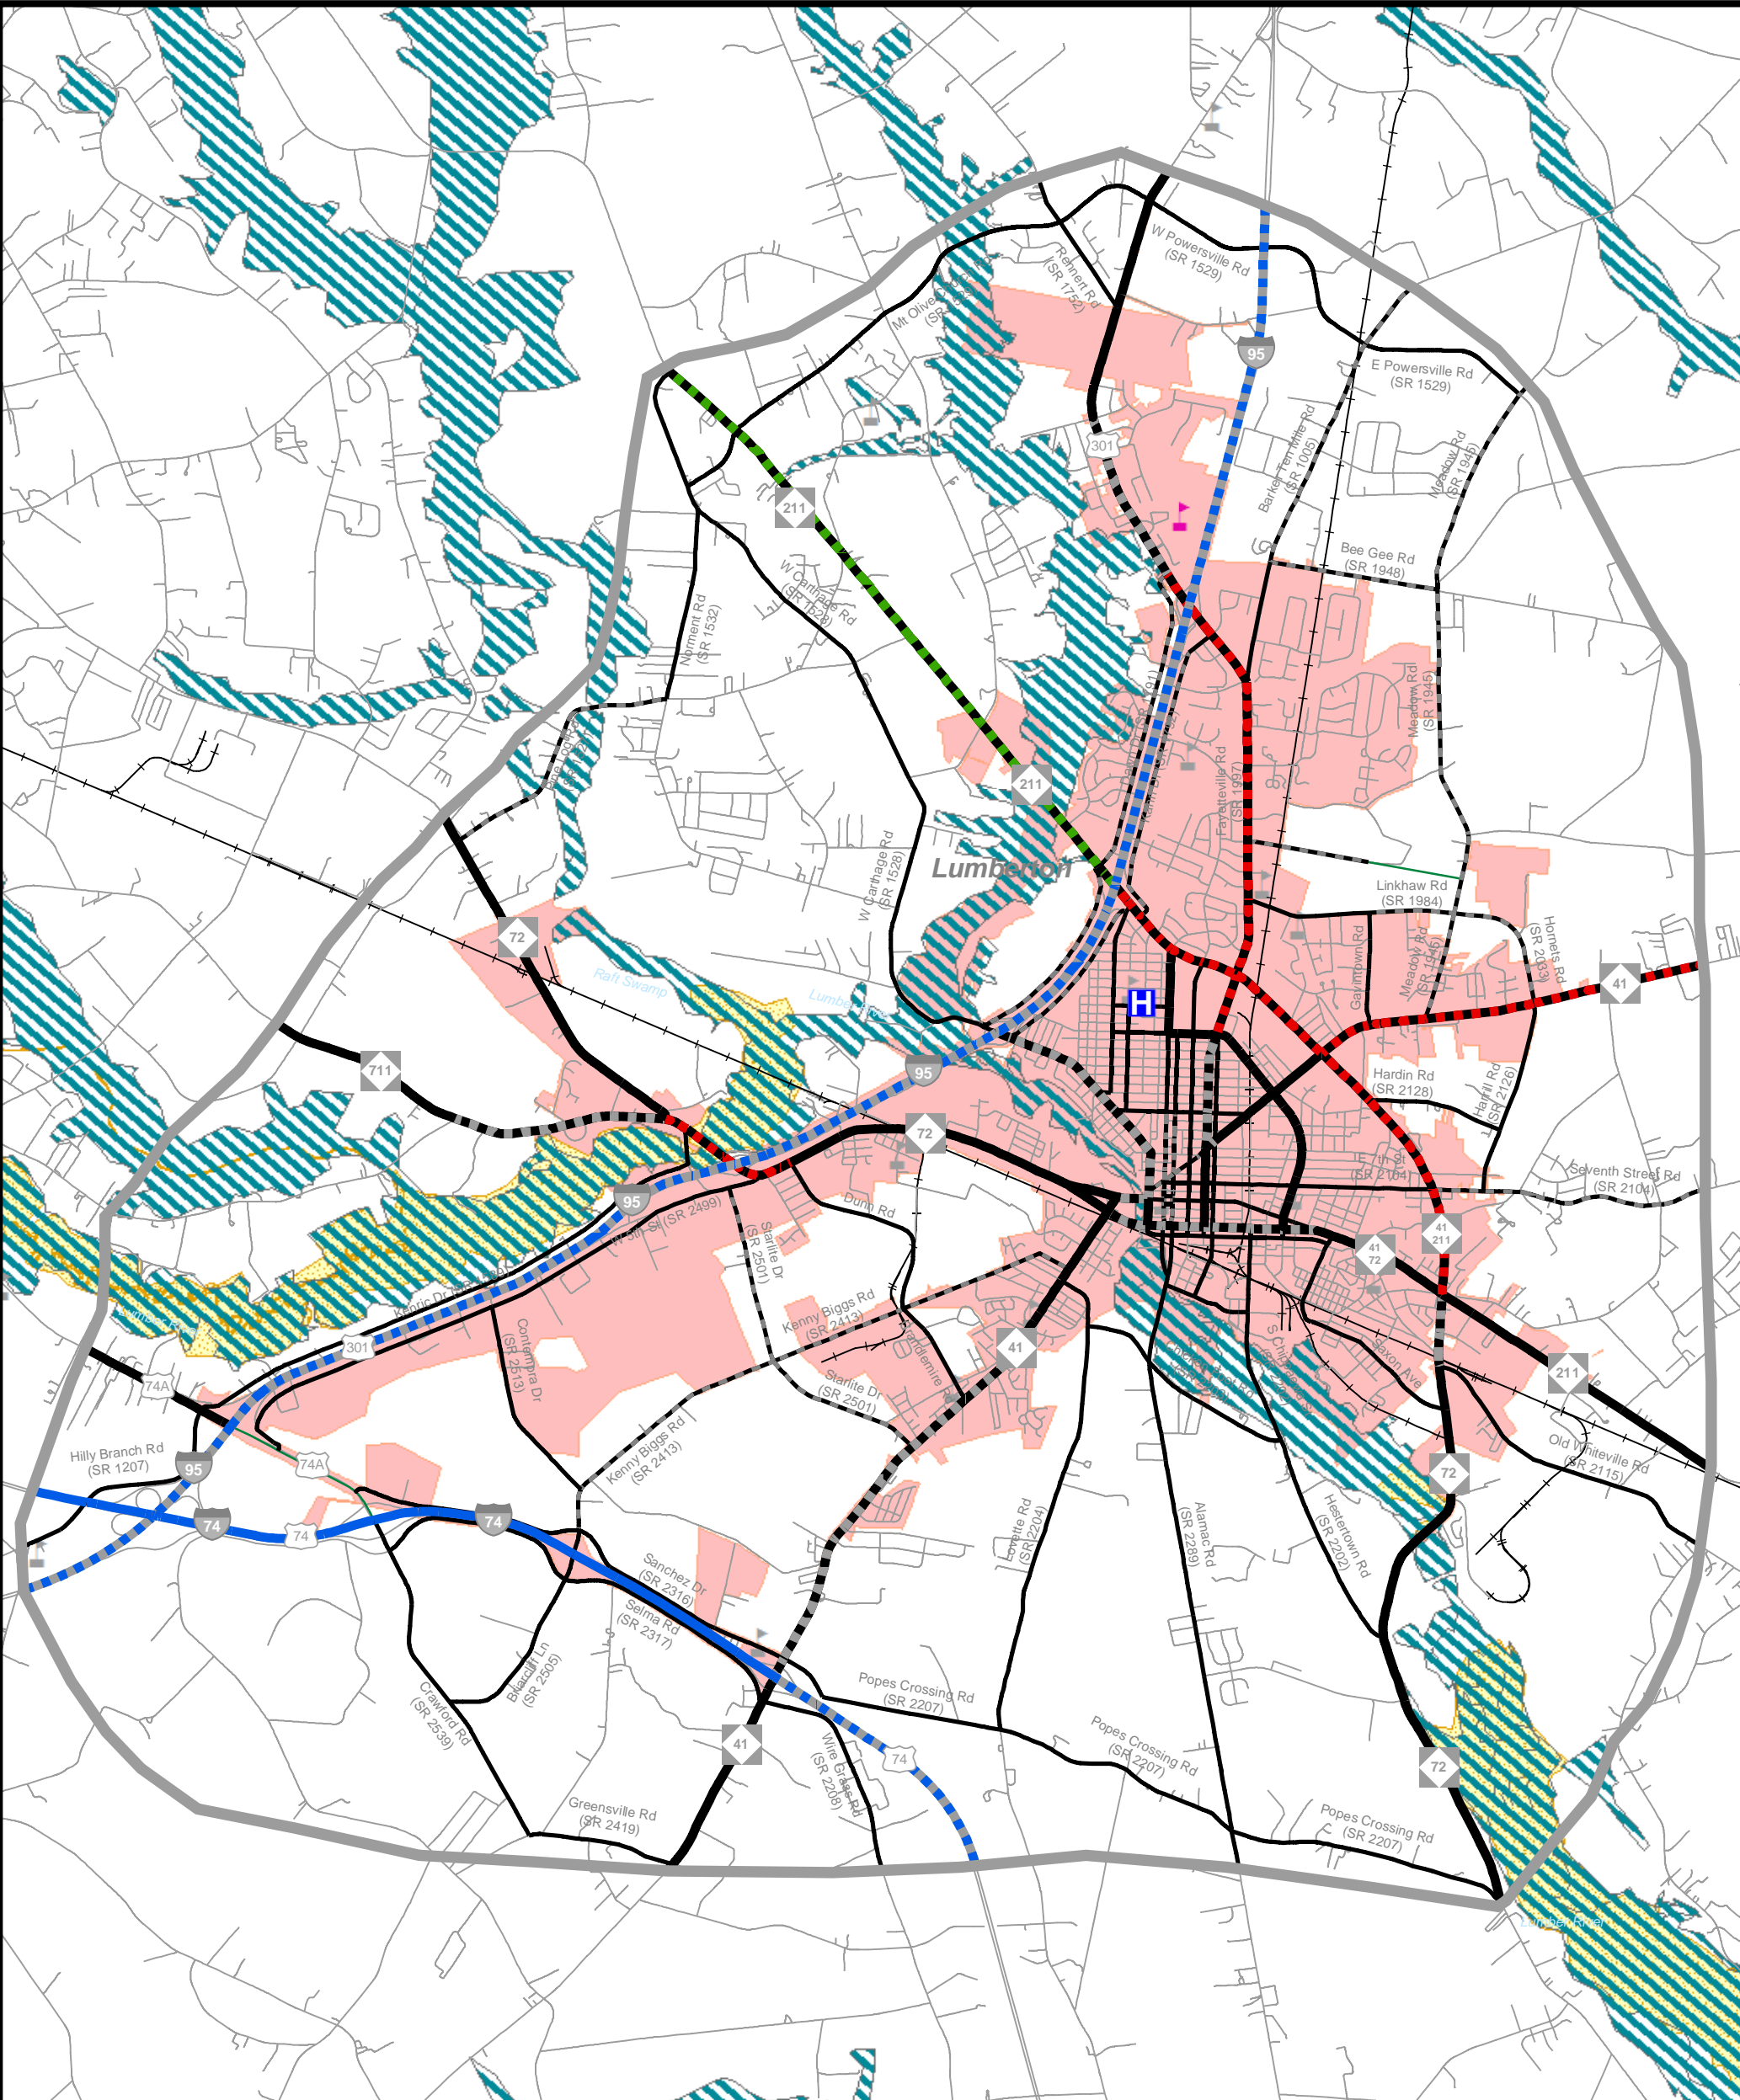 W Powersville Rd
(SR 1529)
Rennert Rd
(SR 1752)
95
E Powersville Rd
(SR 1529)
301
211
Meadow Rd
(SR 1945)
(SR 1005)
Bee Gee Rd
(SR 1948)
W Carthage Rd
(SR 1528)
Norment Rd
(SR 1532)
Meadow Rd
(SR 1945)
211
Fayetteville Rd
(SR 1997)
Lumberton
W Carthage Rd
(SR 1528)
Linkhaw Rd
(SR 1984)
72
Meadow Rd
(SR 1945)
Hornets Rd
(SR 2033)
41
Raft Swamp
H
711
95
Hardin Rd
(SR 2128)
Harrill Rd
(SR 2126)
72
E 7th St
(SR 2104)
Seventh Street Rd
(SR 2104)
95
W 5th St (SR 2499)
Dunn Rd
Starlite Dr
(SR 2501)
41
211
41
72
Kenny Biggs Rd
(SR 2413)
Lumber River
301
Contempra Dr
(SR 2513)
41
Saxon Ave
211
74A
Starlite Dr
(SR 2501)
Hilly Branch Rd
(SR 1207)
95
74A
Kenny Biggs Rd
(SR 2413)
Old Whiteville Rd
(SR 2115)
72
74
74
74
Lovette Rd
(SR 2204)
Alamac Rd
(SR 2289)
Hestertown Rd
(SR 2202)
Sanchez Dr
(SR 2316)
Selma Rd
(SR 2317)
Briarcliff Ln
(SR 2505)
Crawford Rd
(SR 2539)
Popes Crossing Rd
(SR 2207)
Popes Crossing Rd
(SR 2207)
41
Wire Grass Rd
(SR 2208)
74
72
Greensville Rd
(SR 2419)
Popes Crossing Rd
(SR 2207)
Lumber River